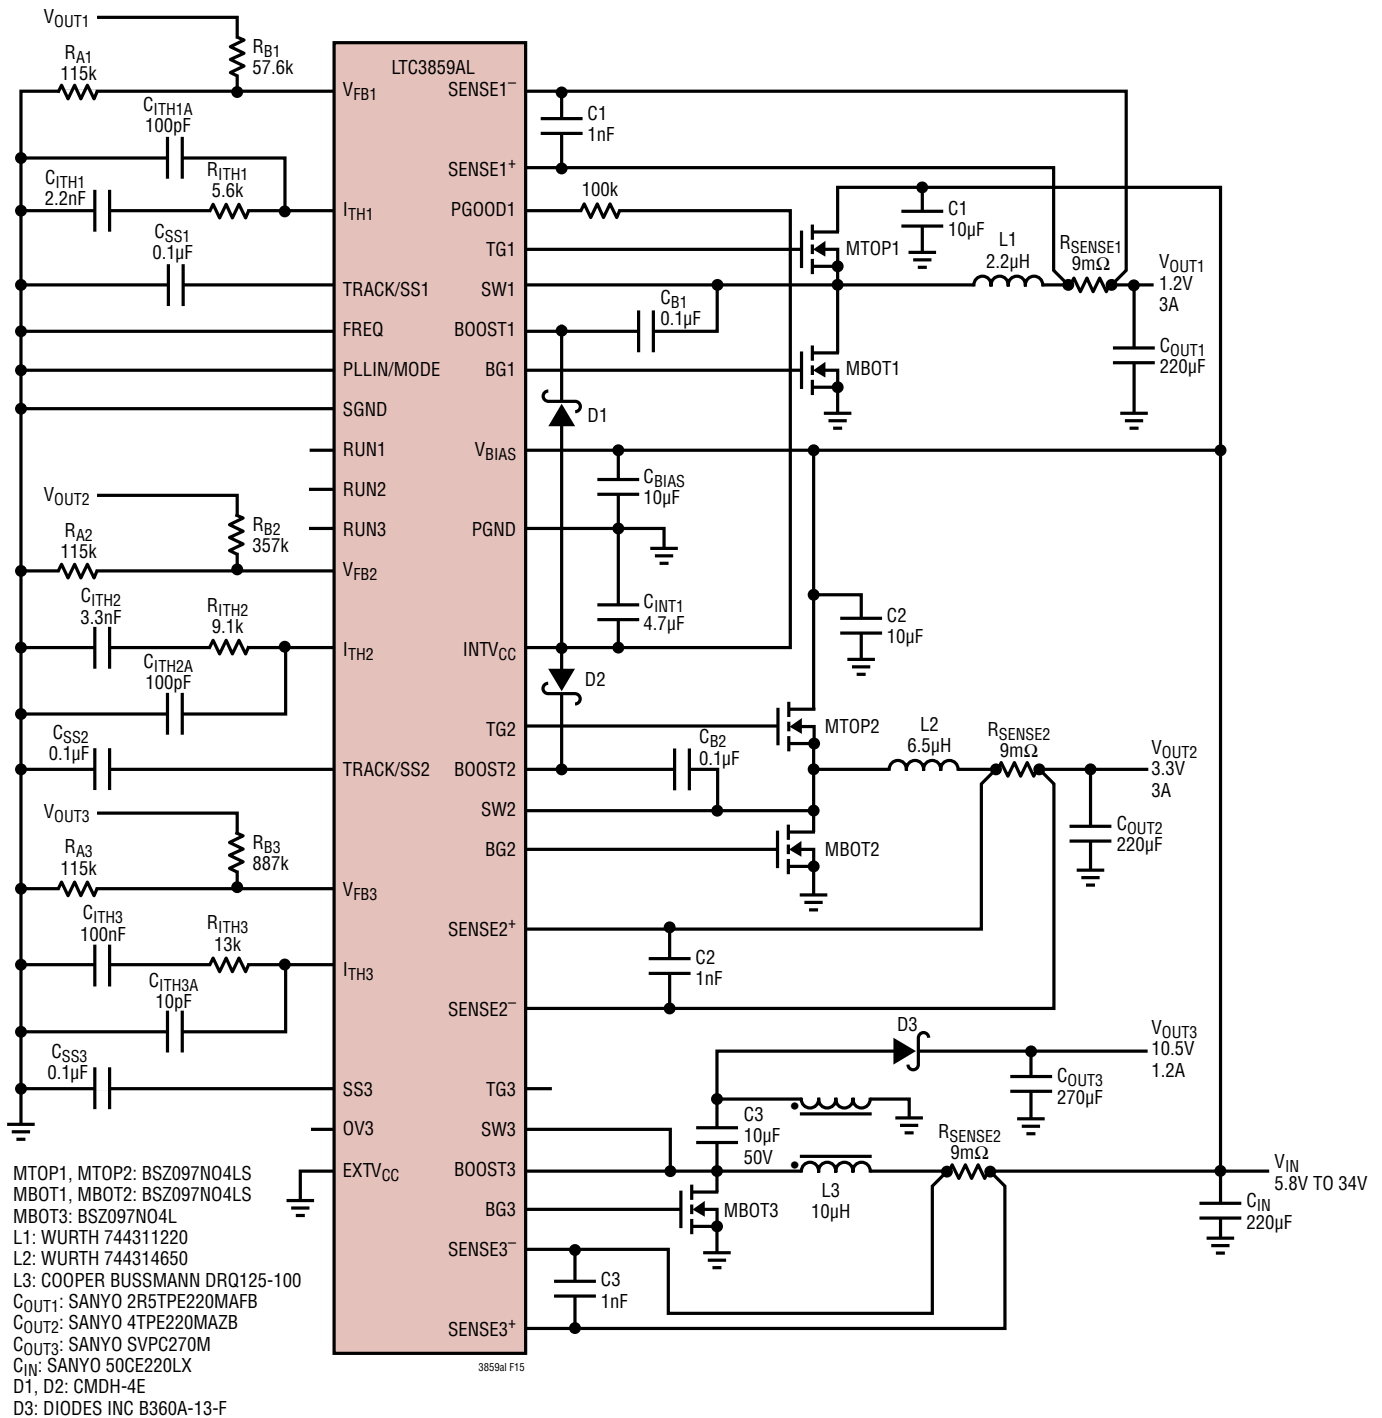 VOUT1
RB1
57.6k
RA1
115k
CITH1A
100pF
CITH1
2.2nF
RITH1
5.6k
CSS1
0.1µF
VOUT2
RB2
357k
RA2
115k
CITH2
3.3nF
RITH2
9.1k
CITH2A
100pF
CSS2
0.1µF
VOUT3
RB3
887k
RA3
115k
CITH3
100nF
RITH3
13k
CITH3A
10pF
CSS3
0.1µF
LTC3859AL
VFB1
ITH1
TRACK/SS1
FREQ
PLLIN/MODE
SGND
RUN1
RUN2
RUN3
VFB2
ITH2
TRACK/SS2
VFB3
ITH3
SS3
OV3
EXTVCC
SENSE1–
SENSE1+
PGOOD1
TG1
SW1
BOOST1
BG1
VBIAS
PGND
INTVCC
TG2
BOOST2
SW2
BG2
SENSE2+
SENSE2–
TG3
SW3
BOOST3
BG3
SENSE3–
SENSE3+
C1
1nF
100k
MTOP1
C1
10µF
L1
2.2µH
RSENSE1
9mΩ
VOUT1
1.2V
3A
CB1
0.1µF
MBOT1
COUT1
220µF
D1
CBIAS
10µF
CINT1
4.7µF
C2
10µF
D2
MTOP2
CB2
0.1µF
L2
6.5µH
RSENSE2
9mΩ
VOUT2
3.3V
3A
MBOT2
COUT2
220µF
C2
1nF
D3
VOUT3
10.5V
1.2A
COUT3
270µF
C3
10µF
50V
RSENSE2
9mΩ
L3
10µH
MBOT3
VIN
5.8V TO 34V
CIN
220µF
C3
1nF
3859al F15
MTOP1, MTOP2: BSZ097NO4LS
MBOT1, MBOT2: BSZ097NO4LS
MBOT3: BSZ097NO4L
L1: WURTH 744311220
L2: WURTH 744314650
L3: COOPER BUSSMANN DRQ125-100
COUT1: SANYO 2R5TPE220MAFB
COUT2: SANYO 4TPE220MAZB
COUT3: SANYO SVPC270M
CIN: SANYO 50CE220LX
D1, D2: CMDH-4E
D3: DIODES INC B360A-13-F